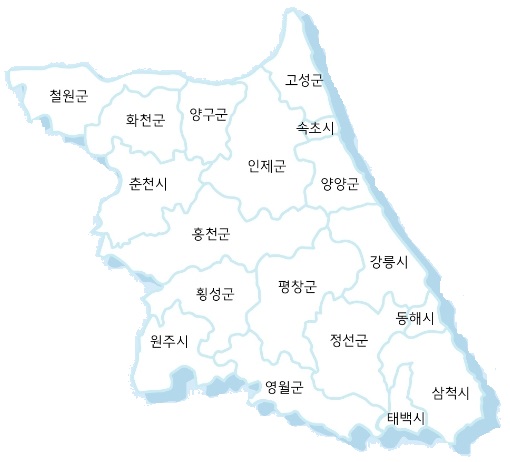 고성군
철원군
양구군
화천군
속초시
인제군
춘천시
양양군
홍천군
강릉시
평창군
횡성군
동해시
원주시
정선군
영월군
삼척시
태백시